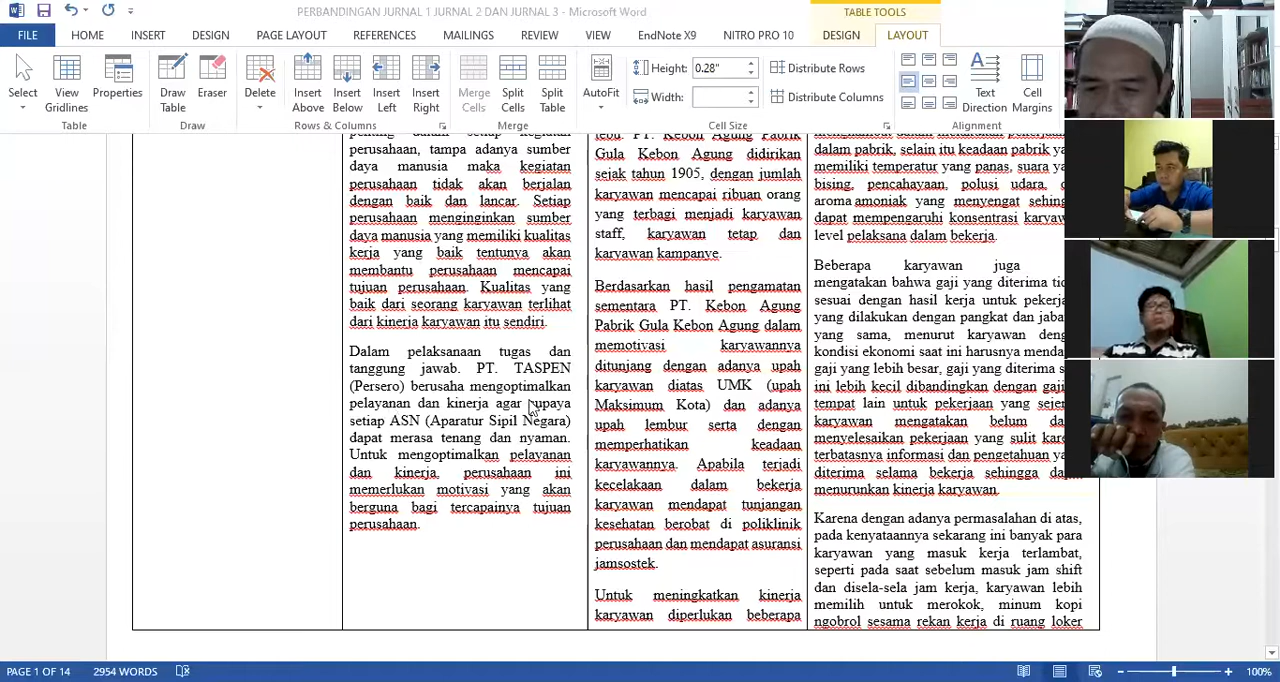 PERBANDINGAN JURNAL 1 JURNAL 2 DAN JURNAL 3 - Microsoft Word
TABLE TOOLS
FILE
HOME
INSERT
DESIGN
PAGE LAYOUT
REFERENCES
MAILINGS
REVIEW
VIEW
EndNote X9
NITRO PRO 10
DESIGN
LAYOUT
Select
View
Gridlines
Properties
Table
Draw
Table
Eraser
Draw
Delete
Insert
Above
Insert
Below
Insert
Left
Insert
Right
Rows & Columns
Merge
Cells
Split
Cells
Split
Table
Merge
AutoFit
Height:
0.28"
Width:
Distribute Rows
Distribute Columns
Cell Size
Text
Direction
Cell
Margins
Alignment
penting dalam setiap kegiatan
perusahaan, tampa adanya sumber
daya manusia maka kegiatan
perusahaan tidak akan berjalan
dengan baik dan lancar. Setiap
perusahaan menginginkan sumber
daya manusia yang memiliki kualitas
kerja yang baik tentunya akan
membantu perusahaan mencapai
tujuan perusahaan. Kualitas yang
baik dari seorang karyawan terlihat
dari kinerja karyawan itu sendiri.
Dalam pelaksanaan tugas dan
tanggung jawab. PT. TASPEN
(Persero) berusaha mengoptimalkan
pelayanan dan kinerja agar upaya
setiap ASN (Aparatur Sipil Negara)
dapat merasa tenang dan nyaman.
Untuk mengoptimalkan pelayanan
dan kinerja perusahaan ini
memerlukan motivasi yang akan
berguna bagi tercapainya tujuan
perusahaan.
tebu. PT. Kebon Agung Pabrik
Gula Kebon Agung didirikan
sejak tahun 1905, dengan jumlah
karyawan mencapai ribuan orang
yang terbagi menjadi karyawan
staff, karyawan tetap dan
karyawan kampanye.
Berdasarkan hasil pengamatan
sementara PT. Kebon Agung
Pabrik Gula Kebon Agung dalam
memotivasi karyawannya
ditunjang dengan adanya upah
karyawan diatas UMK (upah
Maksimum Kota) dan adanya
upah lembur serta dengan
memperhatikan keadaan
karyawannya. Apabila terjadi
kecelakaan dalam bekerja
karyawan mendapat tunjangan
kesehatan berobat di poliklinik
perusahaan dan mendapat asuransi
jamsostek.
Untuk meningkatkan kinerja
karyawan diperlukan beberapa
menghambat dalam melakukan
dalam pabrik, selain itu keadaan pabrik
memiliki temperatur yang panas, suara
bising, pencahayaan, polusi udara,
aroma amoniak yang menyengat
dapat mempengaruhi konsentrasi
level pelaksana dalam bekerja.
Beberapa karyawan juga
mengatakan bahwa gaji yang diterima
sesuai dengan hasil kerja untuk
yang dilakukan dengan pangkat dan
yang sama, menurut karyawan
kondisi ekonomi saat ini harusnya
gaji yang lebih besar, gaji yang diterima
ini lebih kecil dibandingkan dengan gaji
tempat lain untuk pekerjaan yang
karyawan mengatakan belum
menyelesaikan pekerjaan yang sulit
terbatasnya informasi dan pengetahuan
diterima selama bekerja sehingga
menurunkan kinerja karyawan.
Karena dengan adanya permasalahan di atas,
pada kenyataannya sekarang ini banyak para
karyawan yang masuk kerja terlambat,
seperti pada saat sebelum masuk jam shift
dan disela-sela jam kerja, karyawan lebih
memilih untuk merokok, minum kopi
ngobrol sesama rekan kerja di ruang loker
PAGE 1 OF 14
2954 WORDS
100%